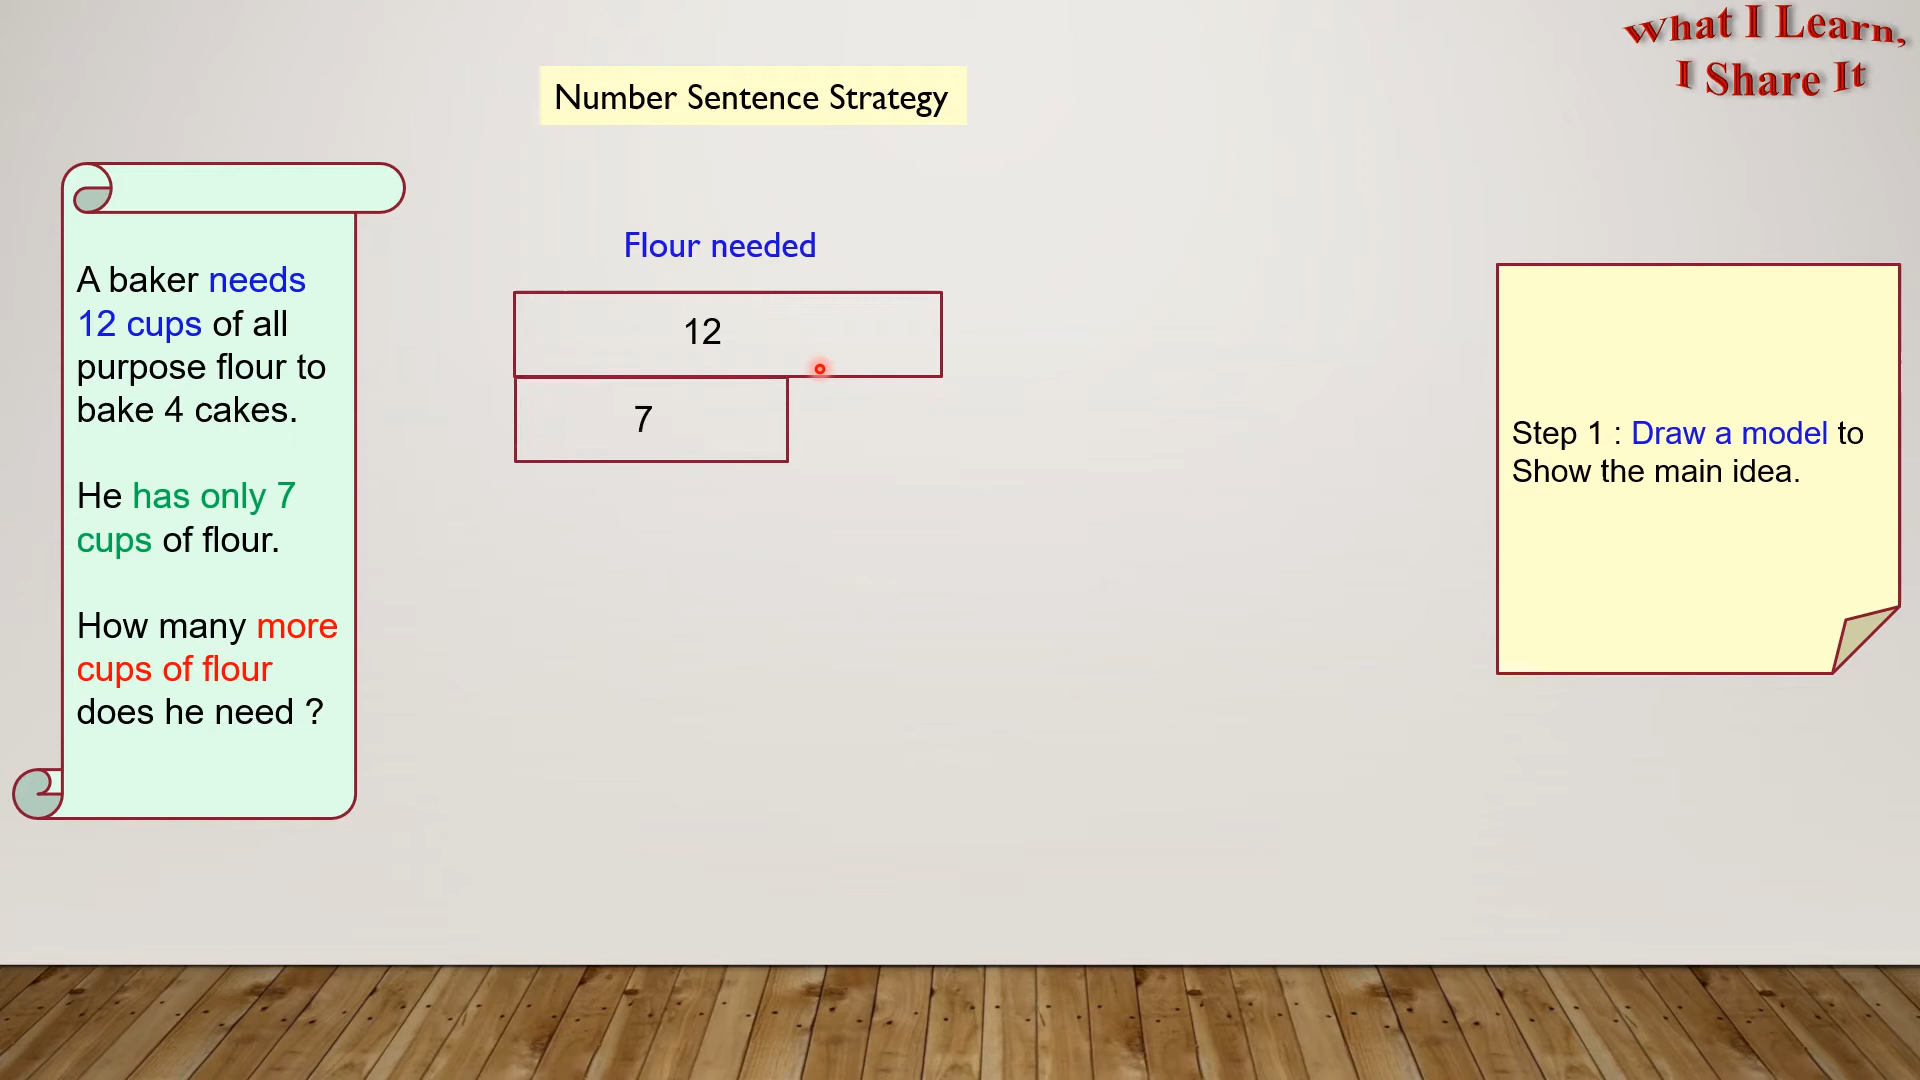 What I Learn,
I Share It
Number Sentence Strategy
A baker needs
12 cups of all
purpose flour to
bake 4 cakes.
He has only 7
cups of flour.
How many more
cups of flour
does he need ?
Flour needed
12
7
Step 1 : Draw a model to
Show the main idea.